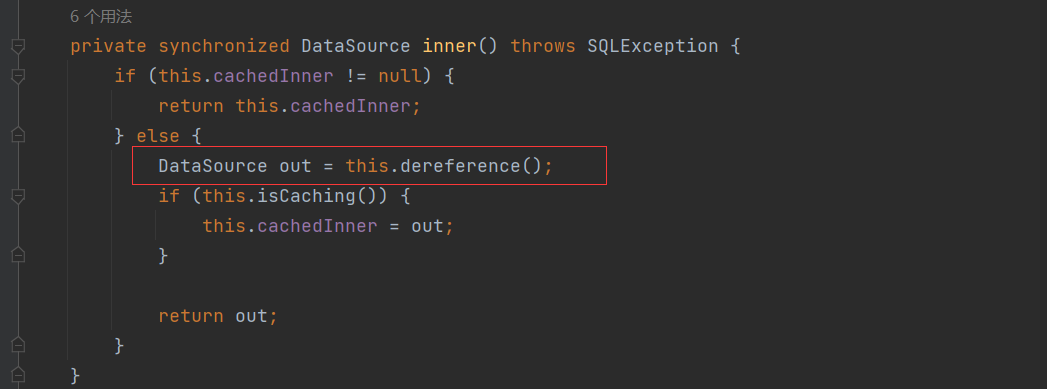 6 个用法
private synchronized DataSource inner() throws SQLException {
if (this.cachedInner != null) {
return this.cachedInner;
} else {
DataSource out = this.dereference();
if (this.isCaching()) {
this.cachedInner = out;
}
return out;
}
}